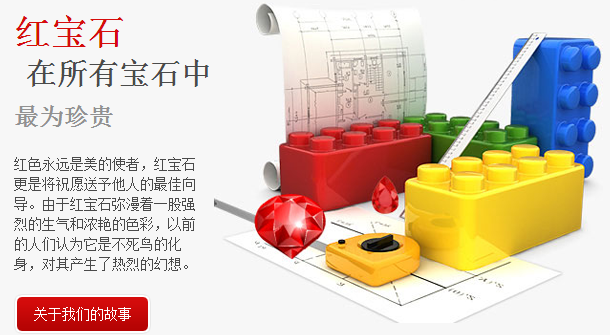 红宝石
在所有宝石中
最为珍贵
红色永远是美的使者，红宝石
更是将祝愿送予他人的最佳向
导。由于红宝石弥漫着一股强
烈的生气和浓艳的色彩，以前
的人们认为它是不死鸟的化
身，对其产生了热烈的幻想。
关于我们的故事